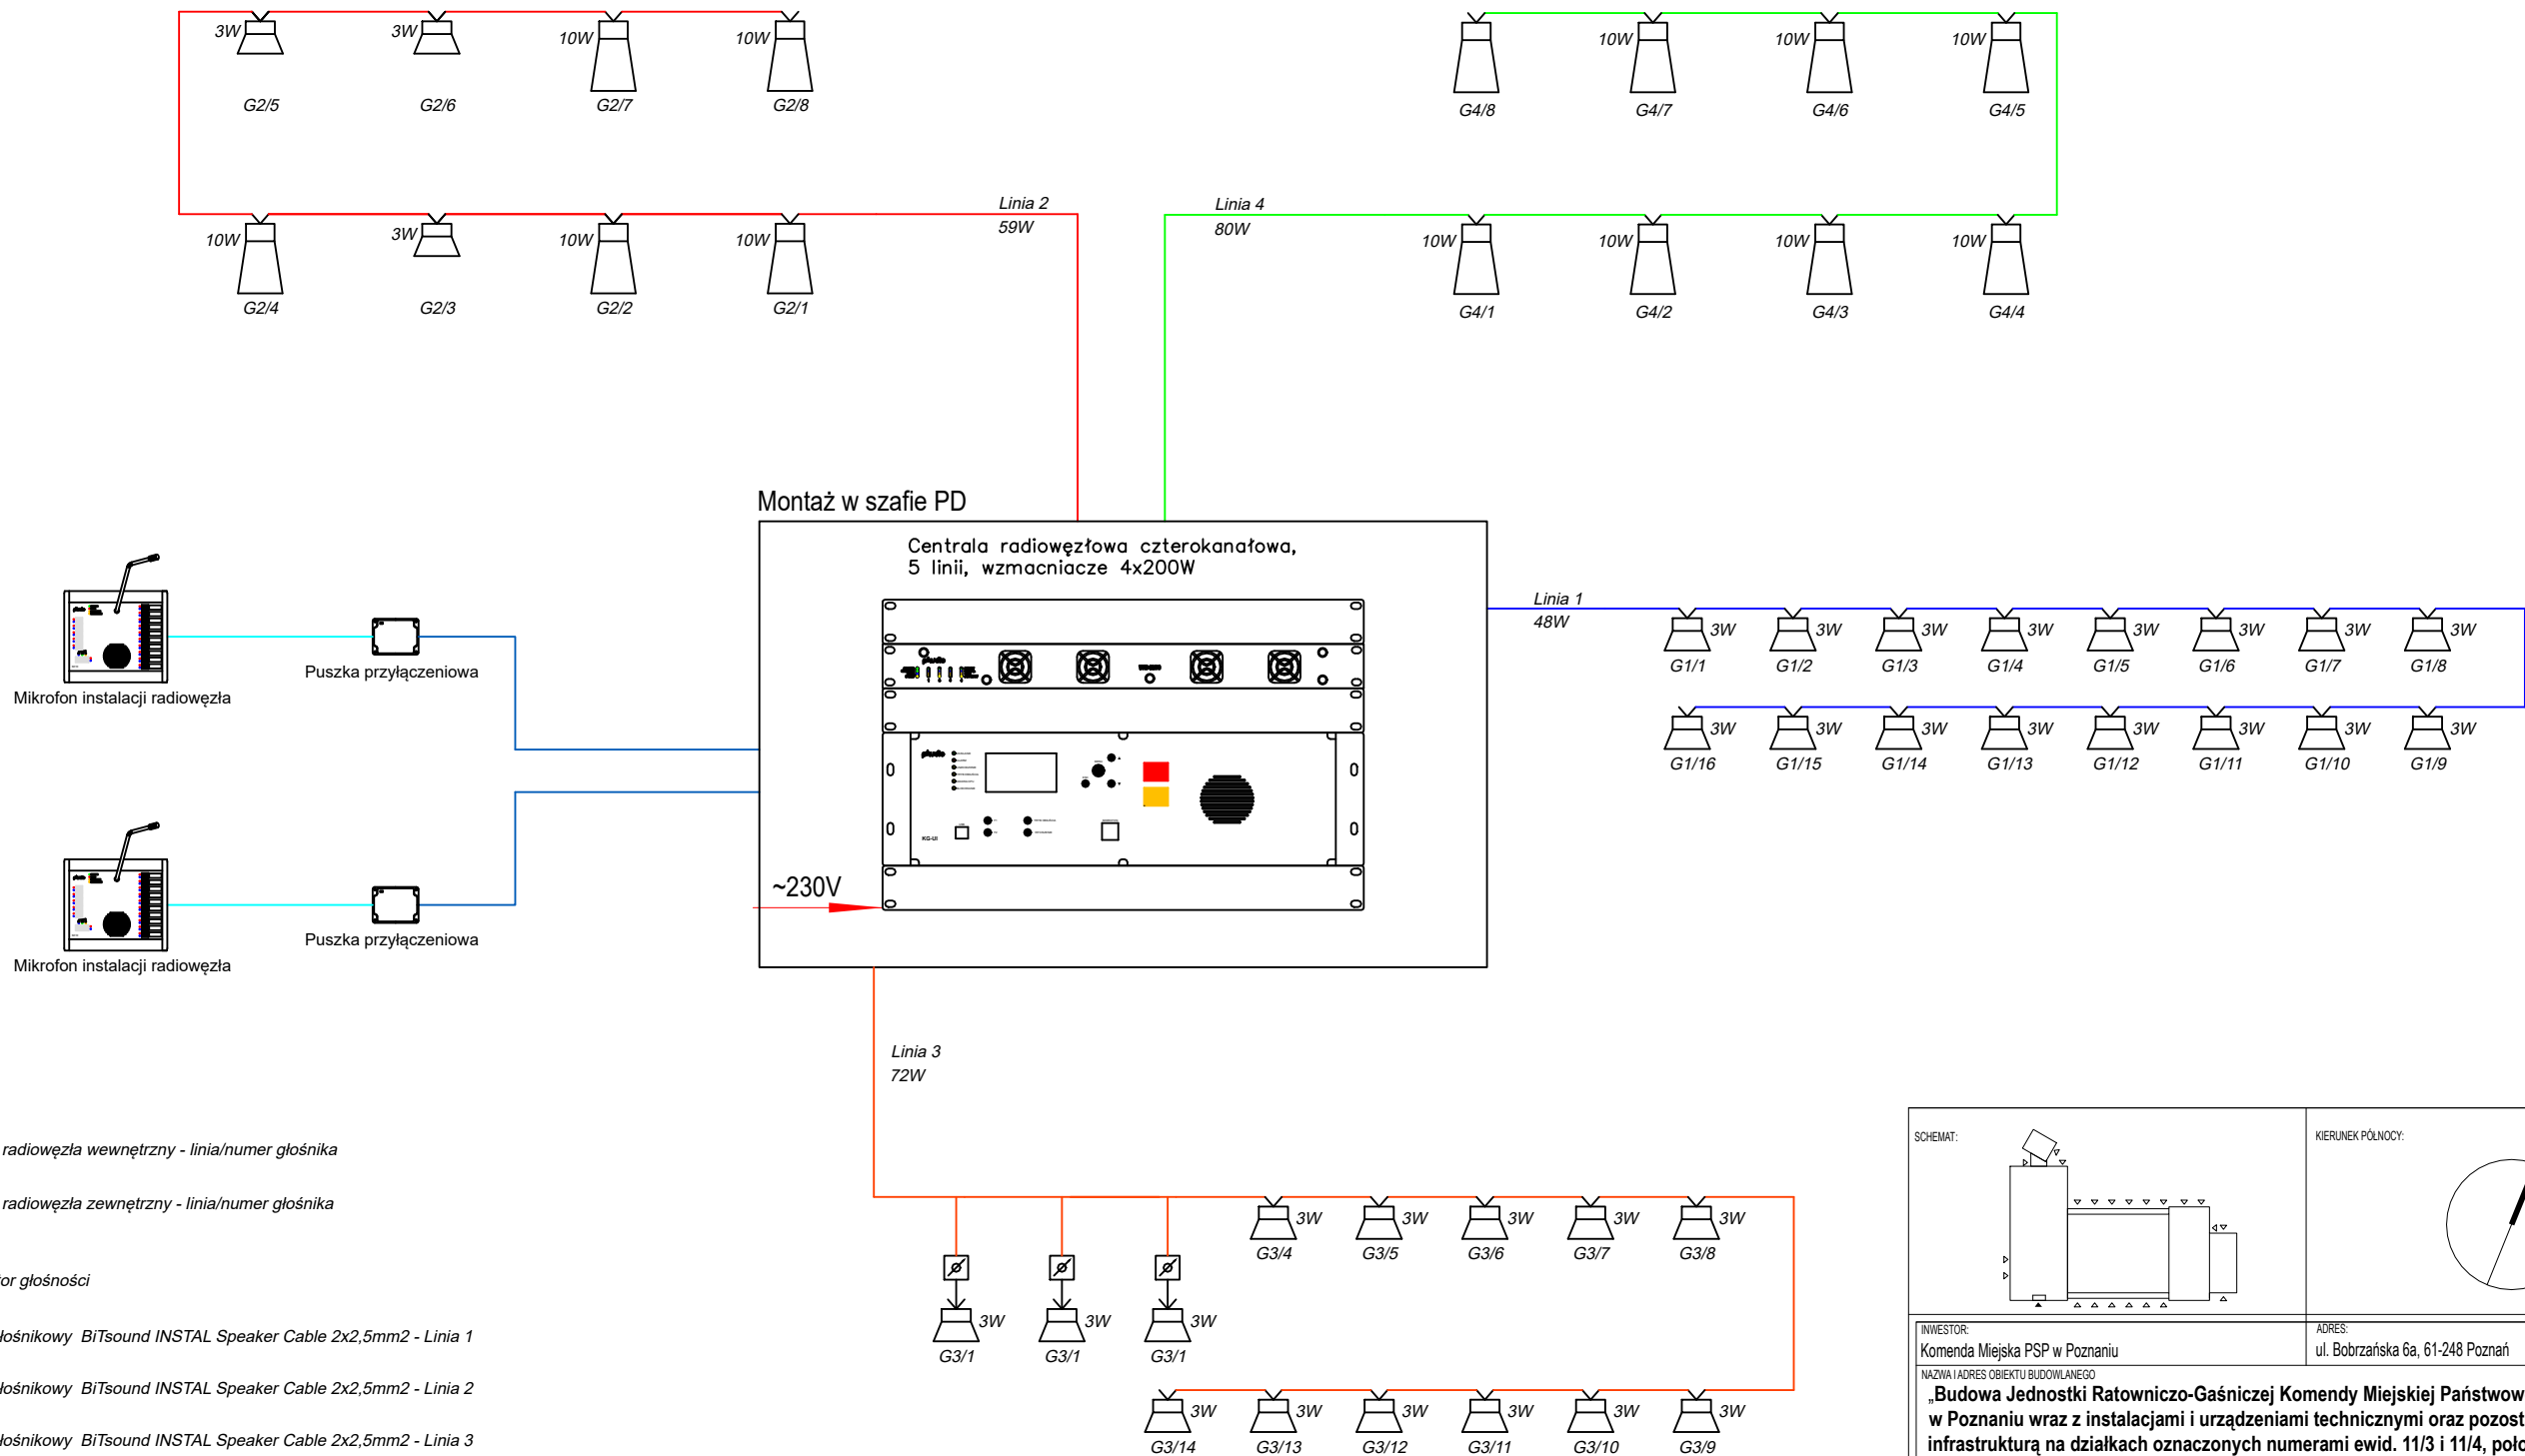 3W 3W 10W 10W
G2/5 G2/6 G2/7 G2/8
10W 10W 10W
G4/8 G4/7 G4/6 G4/5
Linia 2
59W
Linia 4
80W
10W 3W 10W 10W
G2/4 G2/3 G2/2 G2/1
10W 10W 10W 10W
G4/1 G4/2 G4/3 G4/4
Montaż w szafie PD
Centrala radiowęzłowa czterokanałowa,
5 linii, wzmacniacze 4x200W
KG-UI
~230V
Mikrofon instalacji radiowęzła
Puszka przyłączeniowa
Mikrofon instalacji radiowęzła
Puszka przyłączeniowa
Linia 1
48W
3W 3W 3W 3W 3W 3W 3W 3W
G1/1 G1/2 G1/3 G1/4 G1/5 G1/6 G1/7 G1/8
3W 3W 3W 3W 3W 3W 3W 3W
G1/16 G1/15 G1/14 G1/13 G1/12 G1/11 G1/10 G1/9
Linia 3
72W
3W 3W 3W 3W 3W
G3/4 G3/5 G3/6 G3/7 G3/8
3W 3W 3W
G3/1 G3/1 G3/1
3W 3W 3W 3W 3W 3W
G3/14 G3/13 G3/12 G3/11 G3/10 G3/9
radiowęzła wewnętrzny - linia/numer głośnika
radiowęzła zewnętrzny - linia/numer głośnika
or głośności
łośnikowy BiTsound INSTAL Speaker Cable 2x2,5mm2 - Linia 1
łośnikowy BiTsound INSTAL Speaker Cable 2x2,5mm2 - Linia 2
łośnikowy BiTsound INSTAL Speaker Cable 2x2,5mm2 - Linia 3
SCHEMAT:
KIERUNEK PÓŁNOCY:
INWESTOR:
Komenda Miejska PSP w Poznaniu
ADRES:
ul. Bobrzańska 6a, 61-248 Poznań
NAZWA I ADRES OBIEKTU BUDOWLANEGO
„Budowa Jednostki Ratowniczo-Gaśniczej Komendy Miejskiej Państwow
w Poznaniu wraz z instalacjami i urządzeniami technicznymi oraz pozost
infrastrukturą na działkach oznaczonych numerami ewid. 11/3 i 11/4, poło